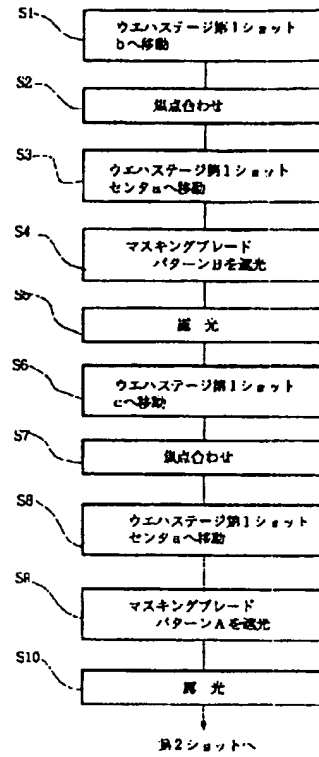 S1
ウエハステージ第1ショット
bへ移動
S2
焦点合わせ
S3
ウエハステージ第1ショット
センタaへ移動
S4
マスキングブレード
パターンBを遮光
S5
露 光
S6
ウエハステージ第1ショット
cへ移動
S7
焦点合わせ
S8
ウエハステージ第1ショット
センタaへ移動
S9
マスキングブレード
パターンAを遮光
S10
露 光
第2ショットへ